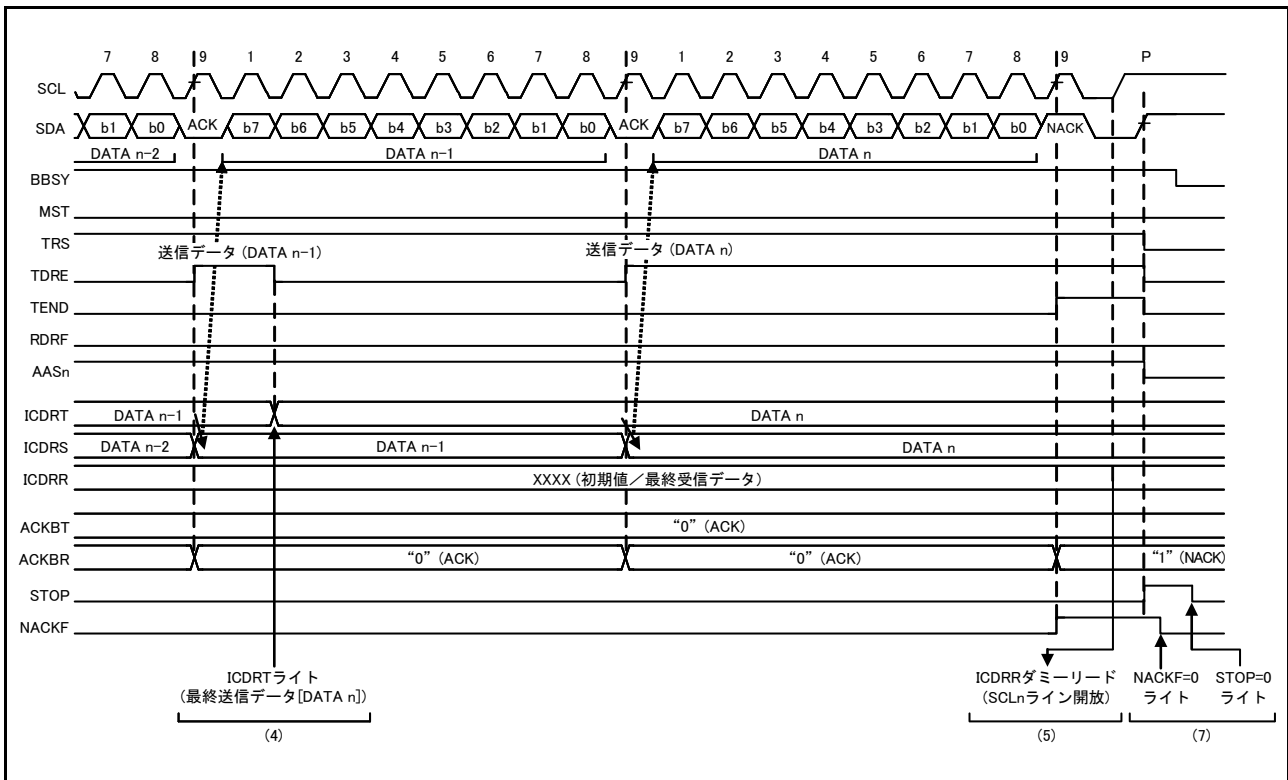 7 8 9 1 2 3 4 5 6 7 8 9 1 2 3 4 5 6 7 8 9 P
SCL
SDA b1 b0 ACK b7 b6 b5 b4 b3 b2 b1 b0 ACK b7 b6 b5 b4 b3 b2 b1 b0 NACK
DATA n-2 DATA n-1 DATA n
BBSY
MST
TRS
送信データ (DATA n-1) 送信データ (DATA n)
TDRE
TEND
RDRF
AASn
ICDRT DATA n-1 DATA n
ICDRS DATA n-2 DATA n-1 DATA n
ICDRR XXXX (初期値／最終受信データ)
ACKBT “0” (ACK)
ACKBR “0” (ACK) “0” (ACK) “1” (NACK)
STOP
NACKF
ICDRTライト
(最終送信データ[DATA n])
(4)
ICDRRダミーリード
(SCLnライン開放)
(5)
NACKF=0
ライト
STOP=0
ライト
(7)